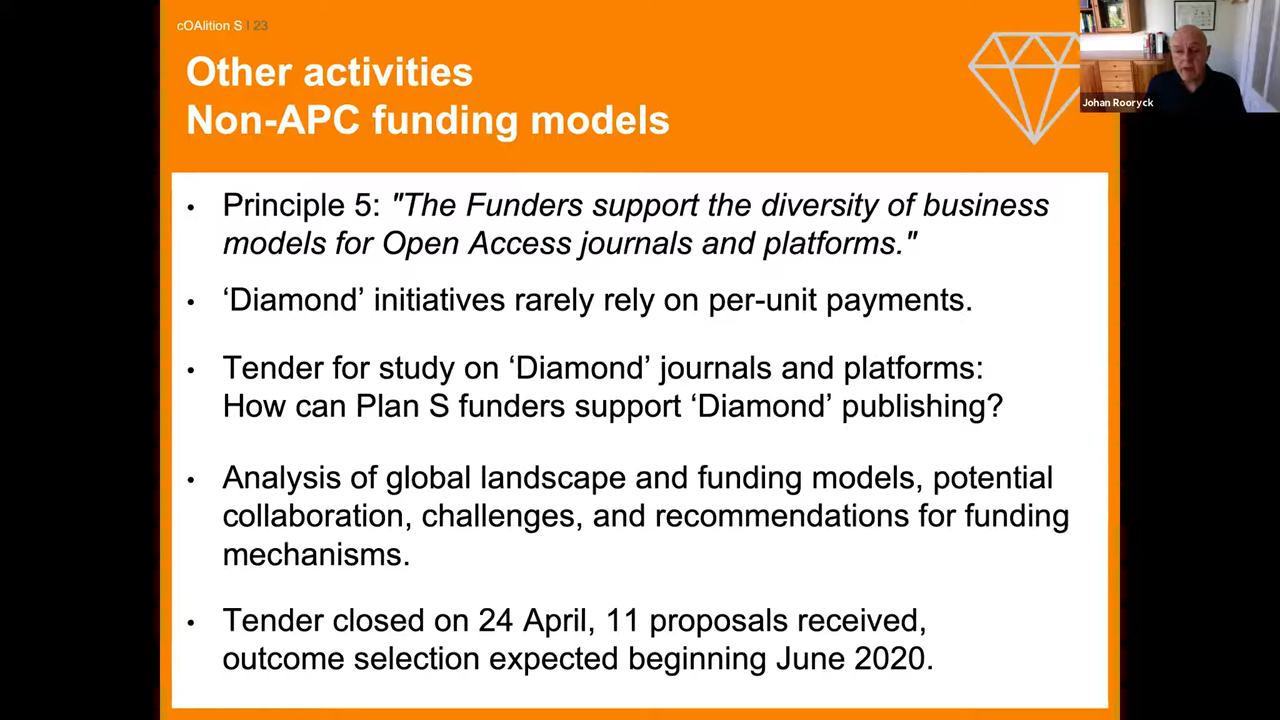 cOAlition S | 23
Other activities
Non-APC funding models
Johan Rooryck
• Principle 5: "The Funders support the diversity of business
models for Open Access journals and platforms."
• ‘Diamond’ initiatives rarely rely on per-unit payments.
• Tender for study on ‘Diamond’ journals and platforms:
How can Plan S funders support ‘Diamond’ publishing?
• Analysis of global landscape and funding models, potential
collaboration, challenges, and recommendations for funding
mechanisms.
• Tender closed on 24 April, 11 proposals received,
outcome selection expected beginning June 2020.